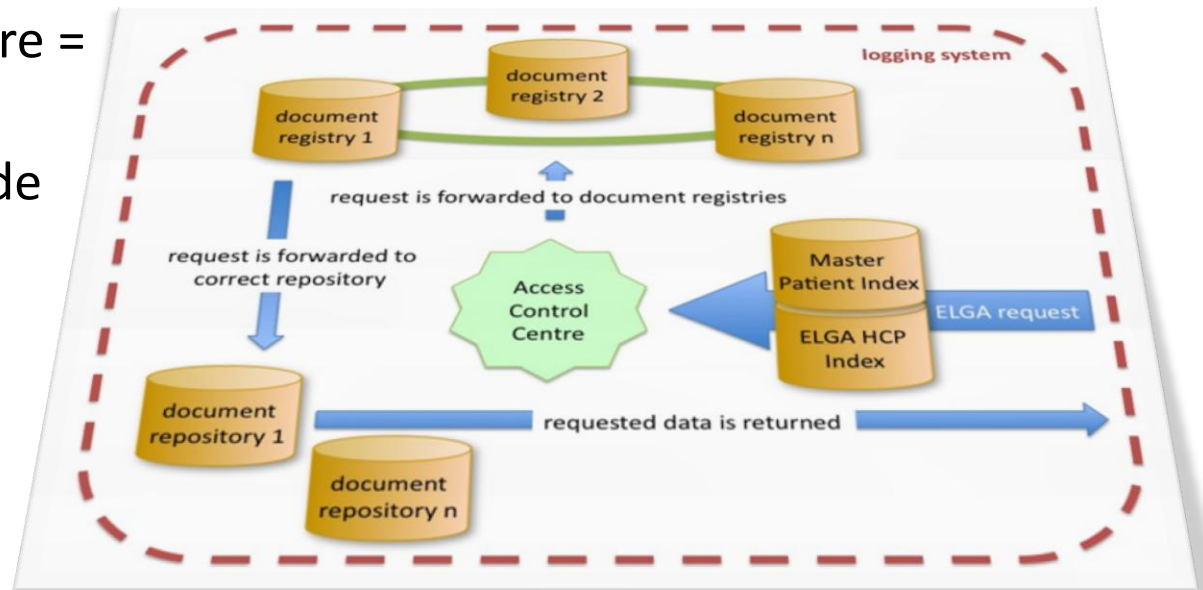 re =
de
logging system
document
registry 1
document
registry 2
document
registry n
request is forwarded to document registries
request is forwarded to
correct repository
Access
Control
Centre
Master
Patient Index
ELGA HCP
Index
ELGA request
document
repository 1
requested data is returned
document
repository n